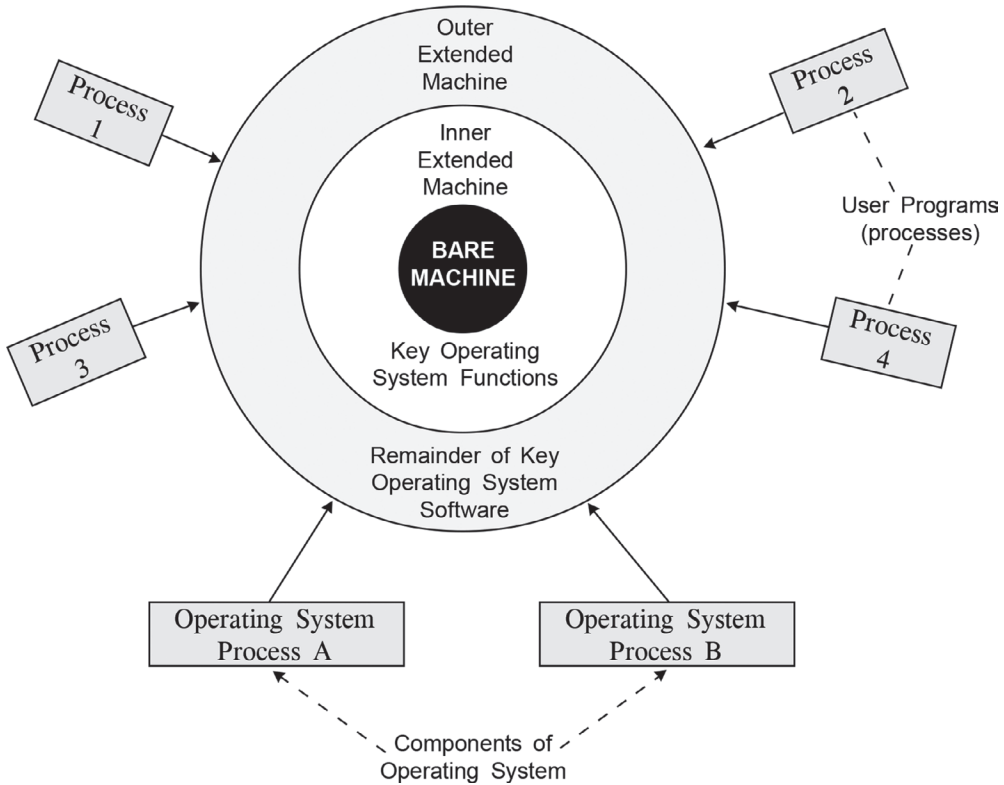 Outer
Extended
Machine
Process
1
Process
2
Inner
Extended
Machine
User Programs
(processes)
BARE
MACHINE
Process
3
Process
4
Key Operating
System Functions
Remainder of Key
Operating System
Software
Operating System
Process A
Operating System
Process B
Components of
Operating System